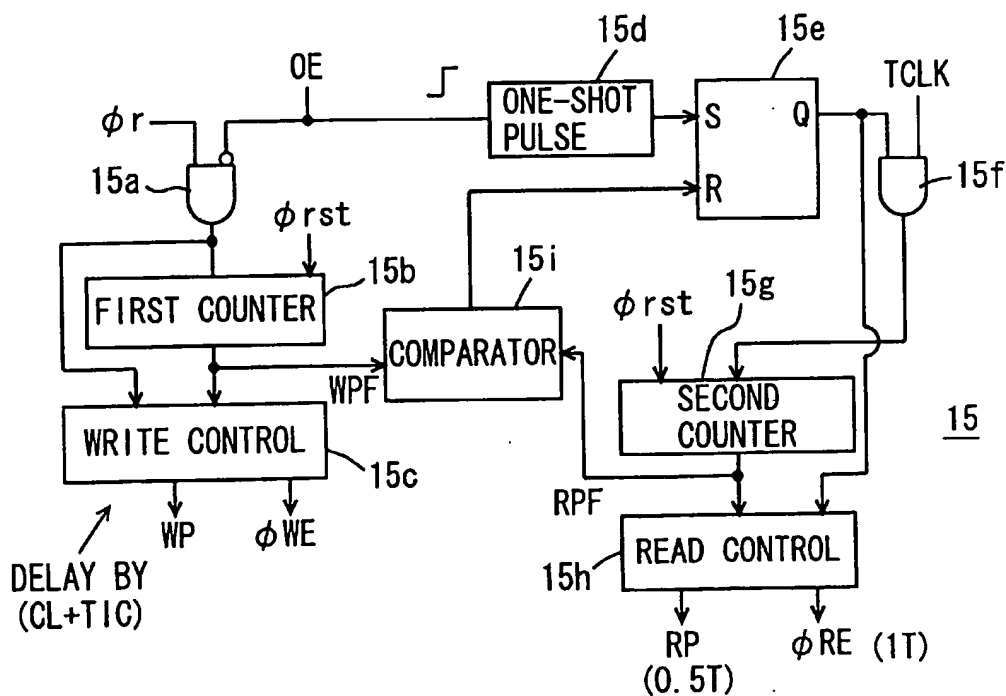 15d
15e
OE
TCLK
ONE-SHOT
PULSE
S
Q
φr
15a
R
15f
φrst
15b
15i
FIRST COUNTER
15g
φrst
COMPARATOR
WPF
SECOND
COUNTER
15
WRITE CONTROL
15c
RPF
WP
φWE
READ CONTROL
15h
DELAY BY
(CL+TIC)
RP
(0.5T)
φRE (1T)